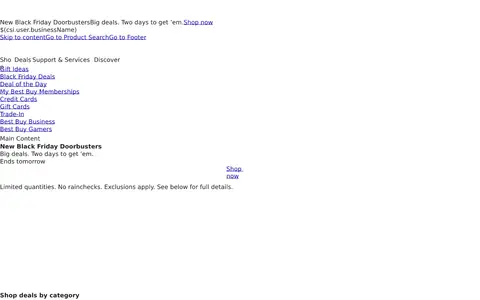 New Black Friday DoorbustersBig deals. Two days to get 'em.Shop now
${csi.user.businessName}
Skip to contentGo to Product SearchGo to Footer
Shop Deals Support & Services Discover
Gift Ideas
Black Friday Deals
Deal of the Day
My Best Buy Memberships
Credit Cards
Gift Cards
Trade-In
Best Buy Business
Best Buy Gamers
Main Content
New Black Friday Doorbusters
Big deals. Two days to get 'em.
Ends tomorrow
Shop
now
Limited quantities. No rainchecks. Exclusions apply. See below for full details.
Shop deals by category